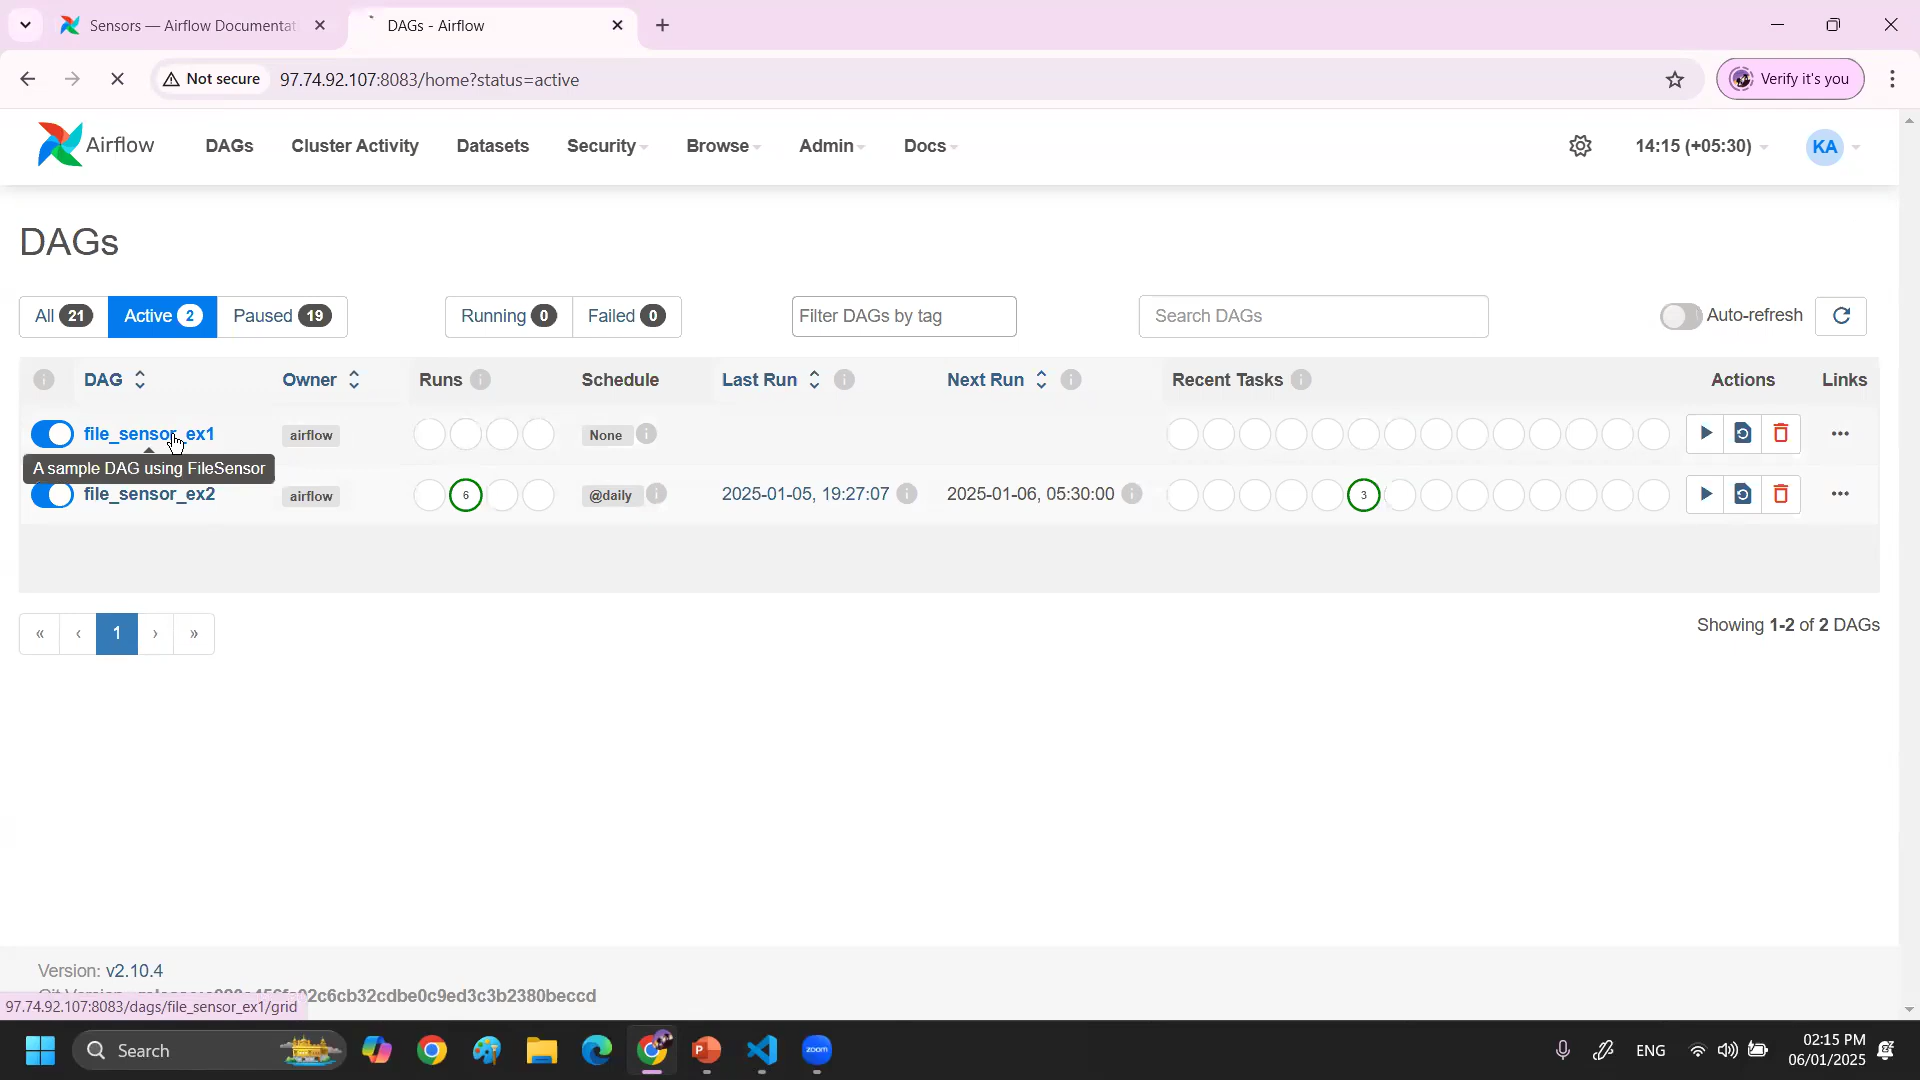 Sensors — Airflow Documentat
DAGs - Airflow
Not secure
97.74.92.107:8083/home?status=active
Verify it's you
Airflow
DAGs
Cluster Activity
Datasets
Security
Browse
Admin
Docs
14:15 (+05:30)
KA
DAGs
All 21
Active 2
Paused 19
Running 0
Failed 0
Filter DAGs by tag
Search DAGs
Auto-refresh
DAG
Owner
Runs
Schedule
Last Run
Next Run
Recent Tasks
Actions
Links
file_sensor_ex1
airflow
None
A sample DAG using FileSensor
file_sensor_ex2
airflow
6
@daily
2025-01-05, 19:27:07
2025-01-06, 05:30:00
3
« ‹ 1 › »
Showing 1-2 of 2 DAGs
Version: v2.10.4
02c6cb32cdbe0c9ed3c3b2380beccd
97.74.92.107:8083/dags/file_sensor_ex1/grid
Search
zoom
ENG
02:15 PM
06/01/2025